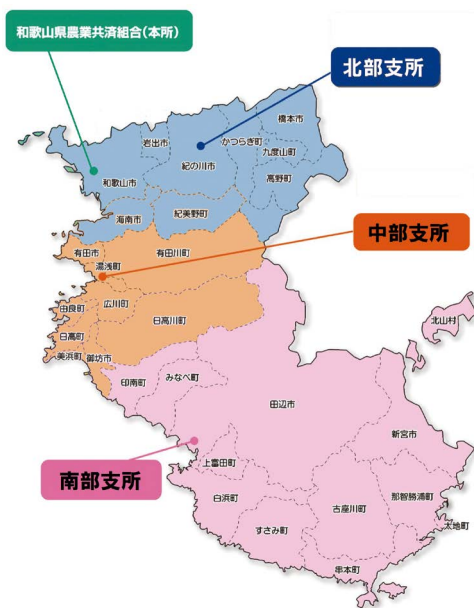 和歌山県農業共済組合(本所)
北部支所
橋本市
岩出市
かつらぎ町
九度山町
紀の川市
高野町
和歌山市
海南市
紀美野町
中部支所
有田市
有田川町
湯浅町
広川町
由良町
日高川町
日高町
美浜町
御坊市
北山村
印南町
みなべ町
田辺市
新宮市
上富田町
南部支所
白浜町
那智勝浦町
古座川町
すさみ町
太地町
串本町